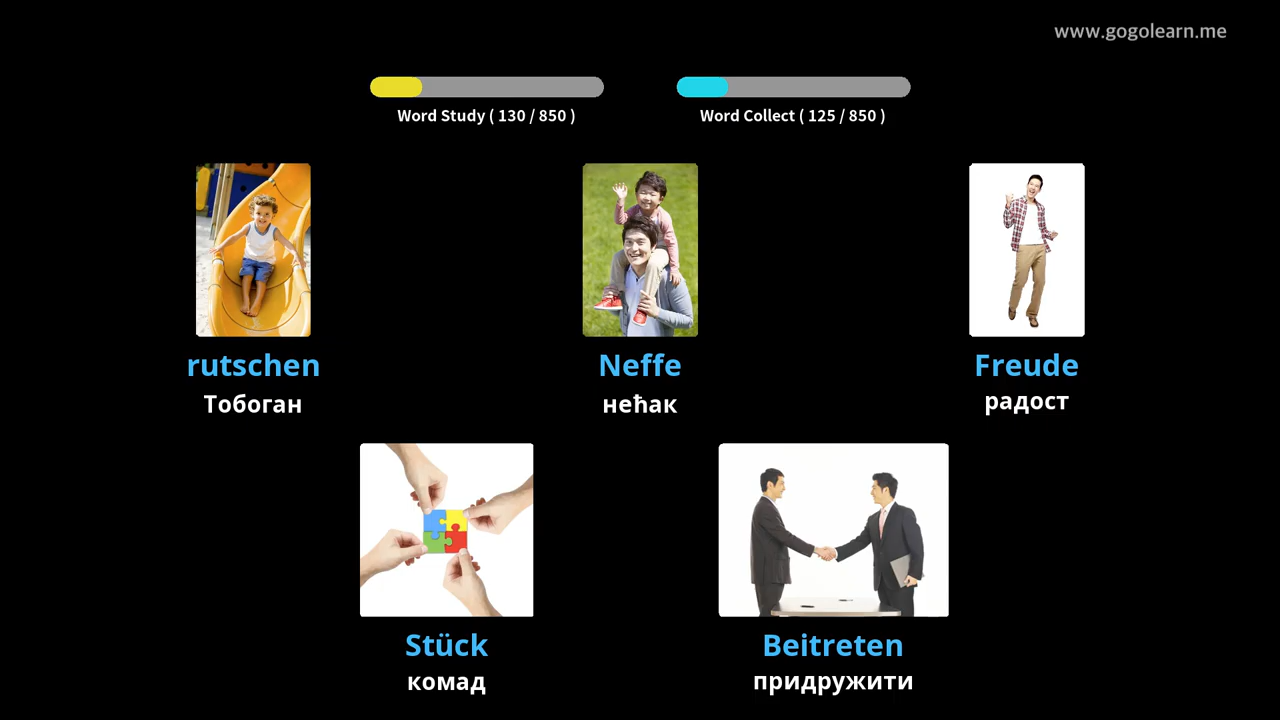 www.gogolearn.me
Word Study ( 130 / 850 )
Word Collect ( 125 / 850 )
rutschen
Тобоган
Neffe
нећак
Freude
радост
Stück
комад
Beitreten
придружити